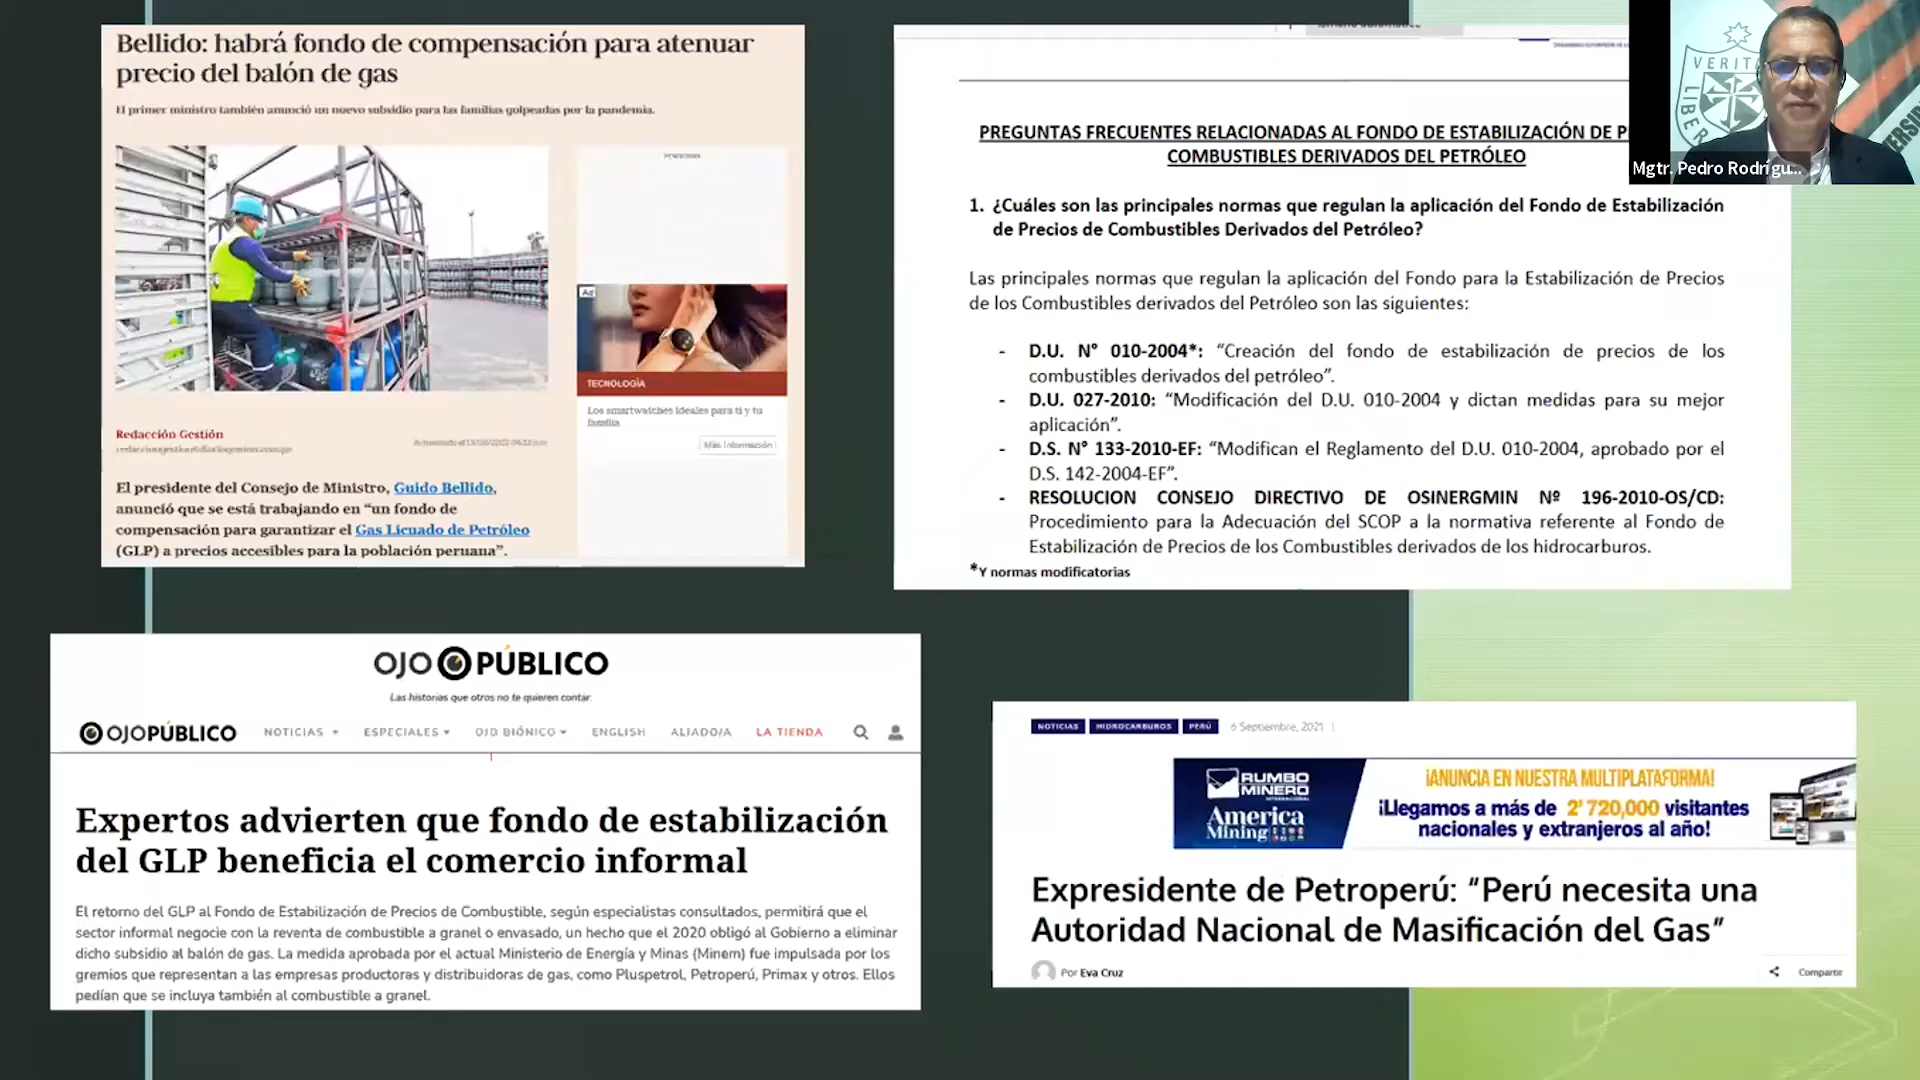 Bellido: habrá fondo de compensación para atenuar
precio del balón de gas
El primer ministro también anunció un nuevo subsidio para las familias golpeadas por la pandemia.
Ad
TECNOLOGÍA
Los smartwatches ideales para ti y tu
familia
Más información
Redacción Gestión
El presidente del Consejo de Ministro, Guido Bellido,
anunció que se está trabajando en “un fondo de
compensación para garantizar el Gas Licuado de Petróleo
(GLP) a precios accesibles para la población peruana”.
PREGUNTAS FRECUENTES RELACIONADAS AL FONDO DE ESTABILIZACIÓN DE P
COMBUSTIBLES DERIVADOS DEL PETRÓLEO
1. ¿Cuáles son las principales normas que regulan la aplicación del Fondo de Estabilización
de Precios de Combustibles Derivados del Petróleo?
Las principales normas que regulan la aplicación del Fondo para la Estabilización de Precios
de los Combustibles derivados del Petróleo son las siguientes:
- D.U. N° 010-2004*: “Creación del fondo de estabilización de precios de los
combustibles derivados del petróleo”.
- D.U. 027-2010: “Modificación del D.U. 010-2004 y dictan medidas para su mejor
aplicación”.
- D.S. N° 133-2010-EF: “Modifican el Reglamento del D.U. 010-2004, aprobado por el
D.S. 142-2004-EF”.
- RESOLUCION CONSEJO DIRECTIVO DE OSINERGMIN Nº 196-2010-OS/CD:
Procedimiento para la Adecuación del SCOP a la normativa referente al Fondo de
Estabilización de Precios de los Combustibles derivados de los hidrocarburos.
*Y normas modificatorias
VERITA
LIBER
VERSID
Mgtr. Pedro Rodrígu...
OJO PÚBLICO
Las historias que otros no te quieren contar.
OJOPÚBLICO NOTICIAS ESPECIALES OJO BIÓNICO ENGLISH ALIADO/A LA TIENDA
Expertos advierten que fondo de estabilización
del GLP beneficia el comercio informal
El retorno del GLP al Fondo de Estabilización de Precios de Combustible, según especialistas consultados, permitirá que el
sector informal negocie con la reventa de combustible a granel o envasado, un hecho que el 2020 obligó al Gobierno a eliminar
dicho subsidio al balón de gas. La medida aprobada por el actual Ministerio de Energía y Minas (Minem) fue impulsada por los
gremios que representan a las empresas productoras y distribuidoras de gas, como Pluspetrol, Petroperú, Primax y otros. Ellos
pedían que se incluya también al combustible a granel.
NOTICIAS HIDROCARBUROS PERÚ 6 Septiembre, 2021
RUMBO
MINERO
INTERNACIONAL
America
Mining
¡ANUNCIA EN NUESTRA MULTIPLATAFORMA!
¡Llegamos a más de 2'720,000 visitantes
nacionales y extranjeros al año!
Expresidente de Petroperú: “Perú necesita una
Autoridad Nacional de Masificación del Gas”
Por Eva Cruz
Compartir